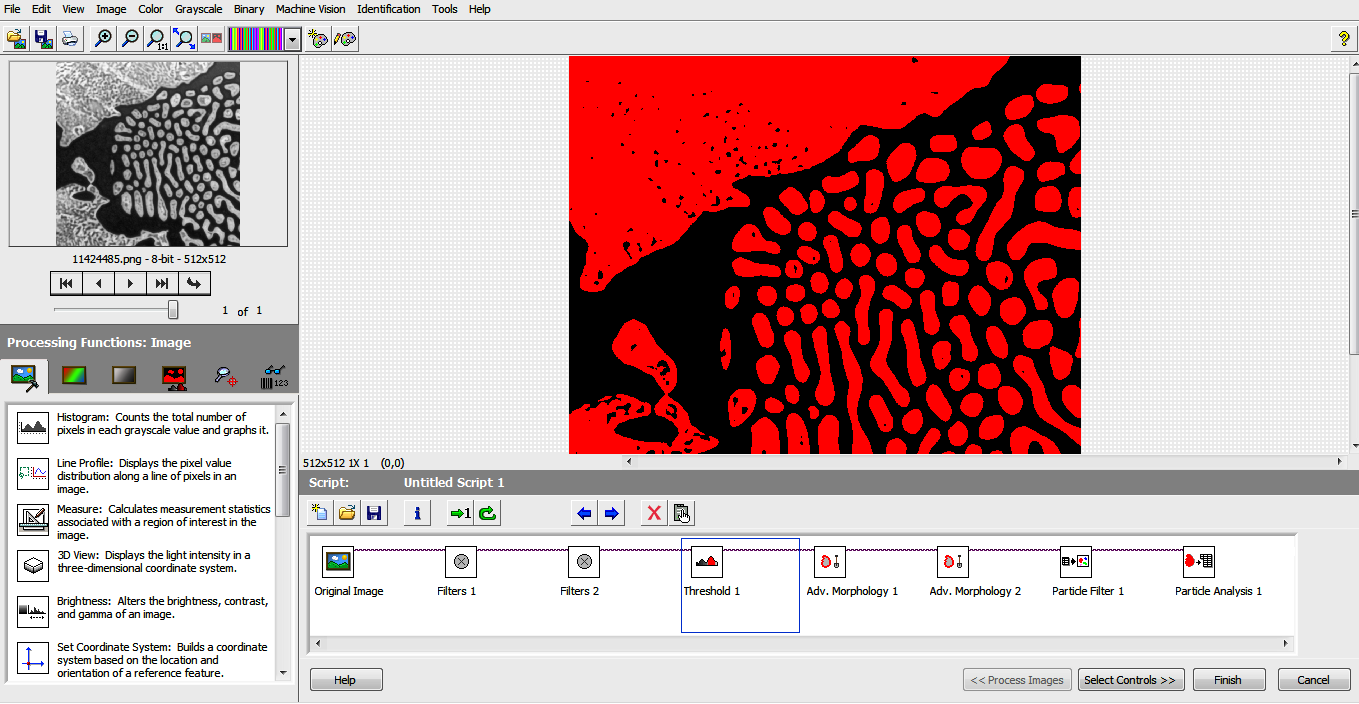 File Edit View Image Color Grayscale Binary Machine Vision Identification Tools Help
1:1
?
11424485.png - 8-bit - 512x512
1 of 1
Processing Functions: Image
123
Histogram: Counts the total number of
pixels in each grayscale value and graphs it.
Line Profile: Displays the pixel value
distribution along a line of pixels in an
image.
Measure: Calculates measurement statistics
associated with a region of interest in the
image.
3D View: Displays the light intensity in a
three-dimensional coordinate system.
Brightness: Alters the brightness, contrast,
and gamma of an image.
Set Coordinate System: Builds a coordinate
system based on the location and
orientation of a reference feature.
512x512 1X 1 (0,0)
Script: Untitled Script 1
i
1
Original Image
Filters 1
Filters 2
Threshold 1
Adv. Morphology 1
Adv. Morphology 2
Particle Filter 1
Particle Analysis 1
Help
<< Process Images
Select Controls >>
Finish
Cancel